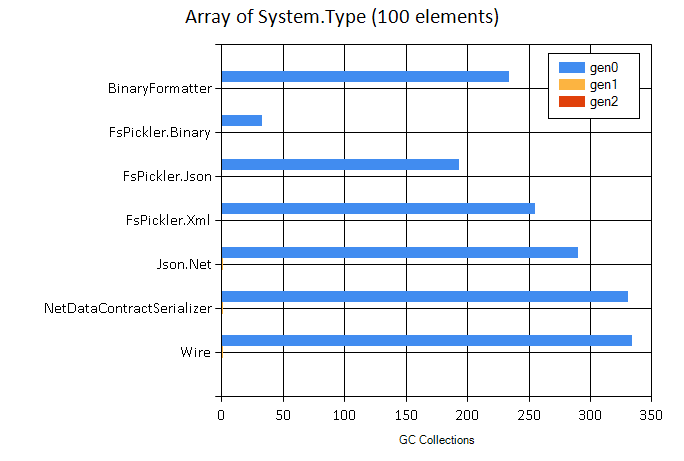 Array of System.Type (100 elements)
gen0
gen1
gen2
BinaryFormatter
FsPickler.Binary
FsPickler.Json
FsPickler.Xml
Json.Net
NetDataContractSerializer
Wire
0 50 100 150 200 250 300 350
GC Collections